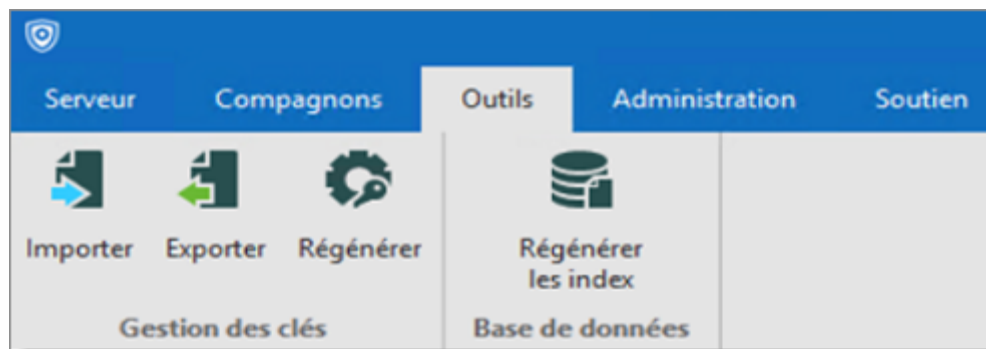 Serveur Compagnons Outils Administration Soutien
Importer Exporter Régénérer Régénérer
les index
Gestion des clés Base de données